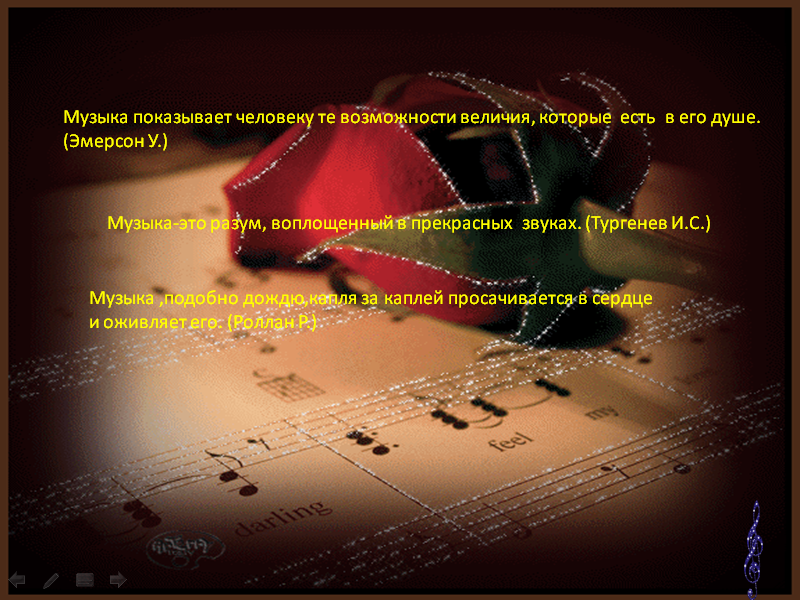 Музыка показывает человеку те возможности величия, которые есть в его душе.
(Эмерсон У.)
Музыка-это разум, воплощенный в прекрасных звуках. (Тургенев И.С.)
Музыка ,подобно дождю,капля за каплей просачивается в сердце
и оживляет его. (Роллан Р.)
feel my
darling